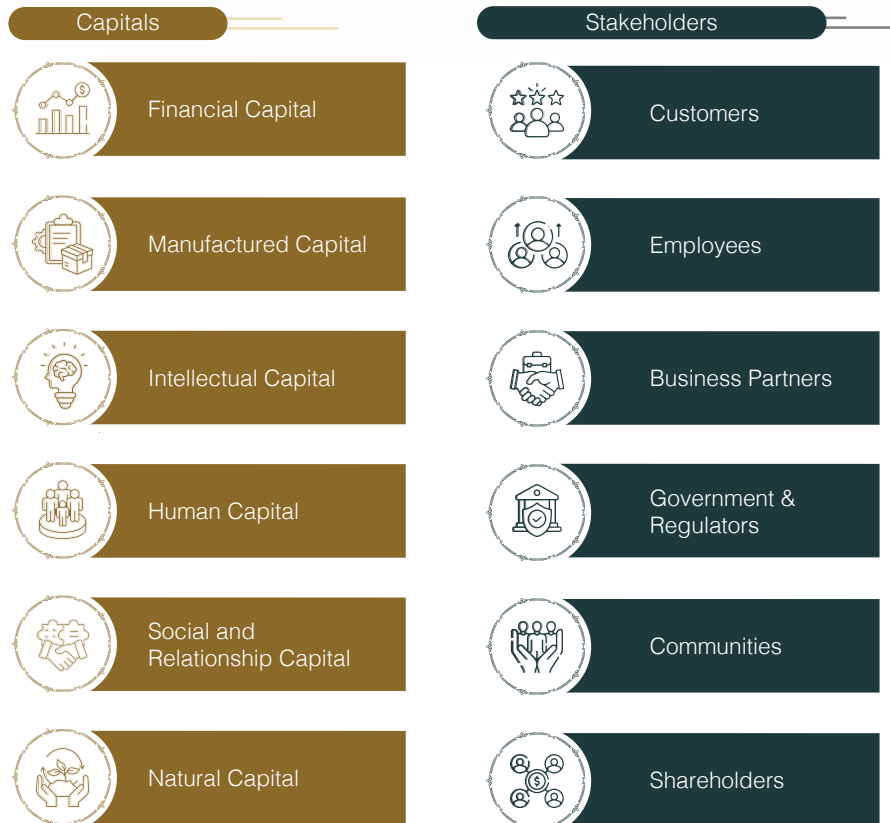 Capitals
Financial Capital
Manufactured Capital
Intellectual Capital
Human Capital
Social and
Relationship Capital
Natural Capital
Stakeholders
Customers
Employees
Business Partners
Government &
Regulators
Communities
Shareholders